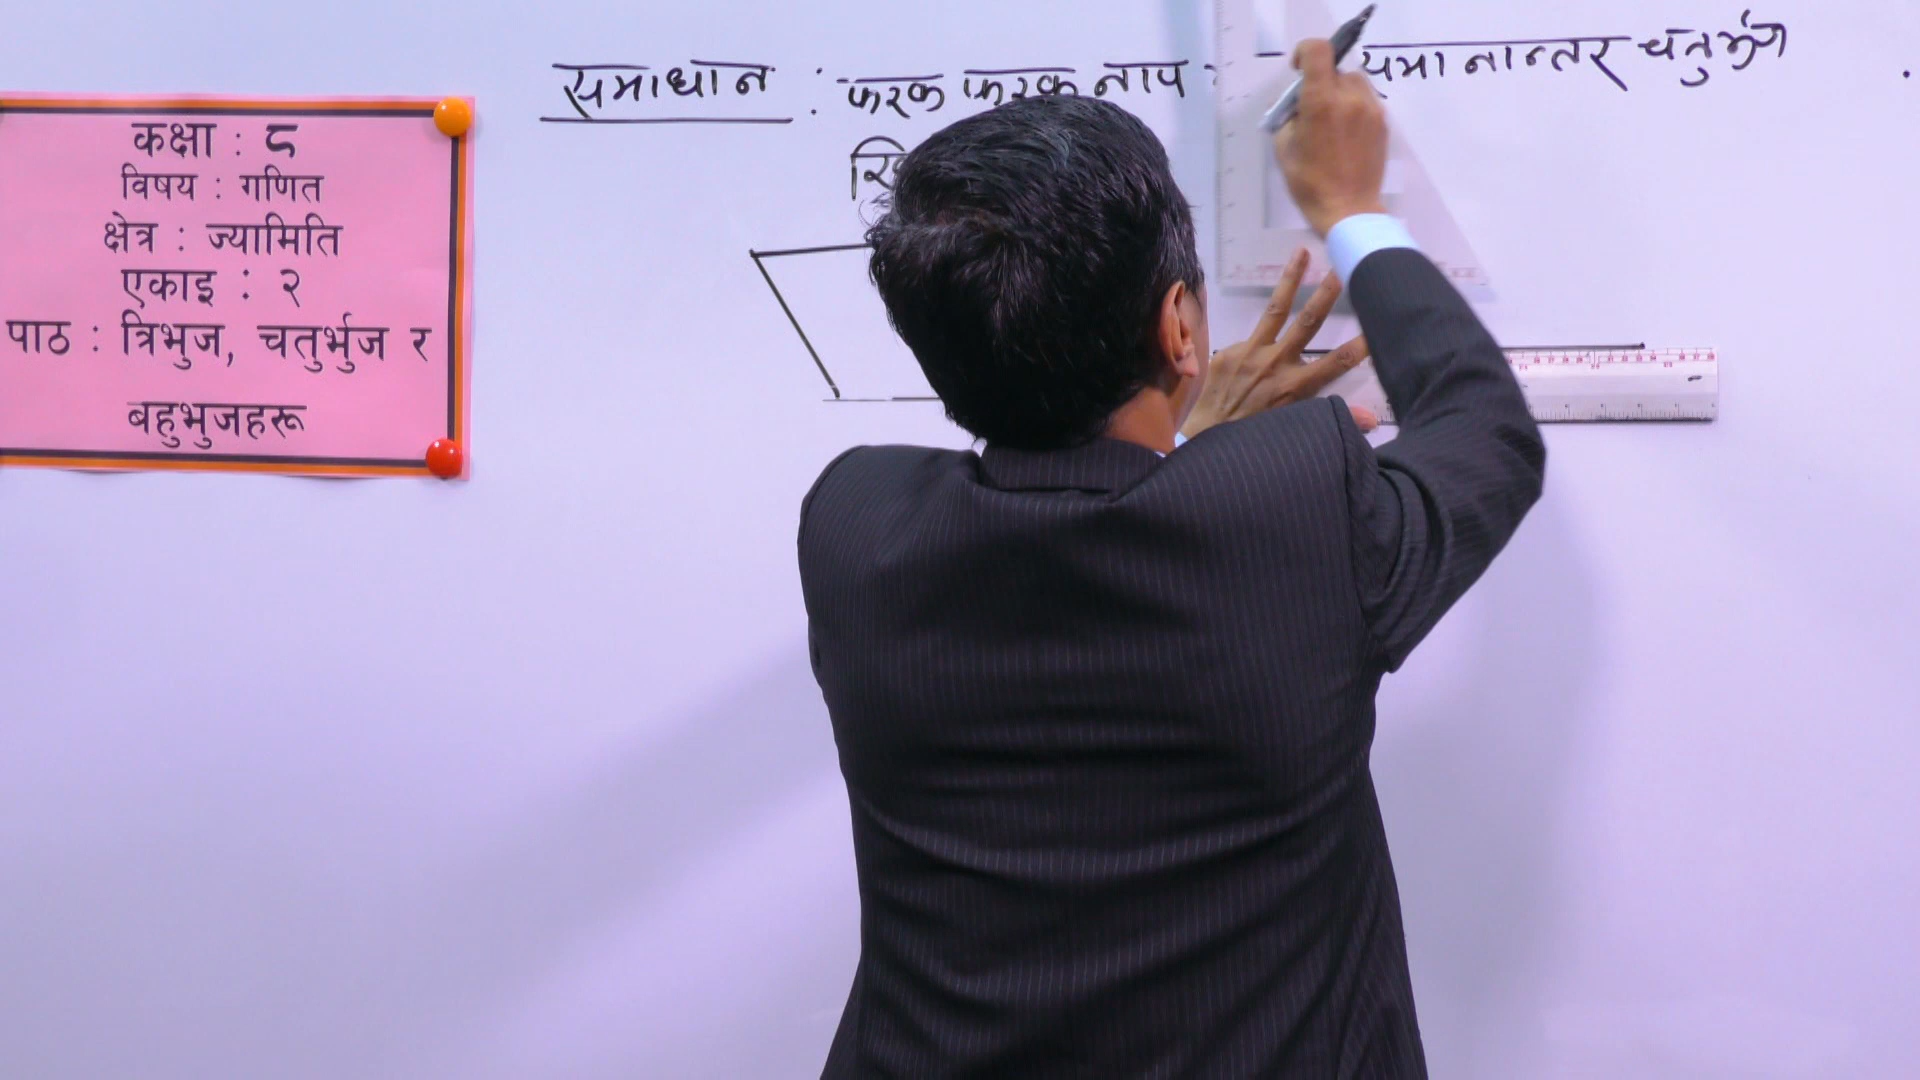 कक्षा : ८
विषय : गणित
क्षेत्र : ज्यामिति
एकाइ : २
पाठ : त्रिभुज, चतुर्भुज र
बहुभुजहरू
समाधान : फरक फरक नाप समानान्तर चतुर्भुज